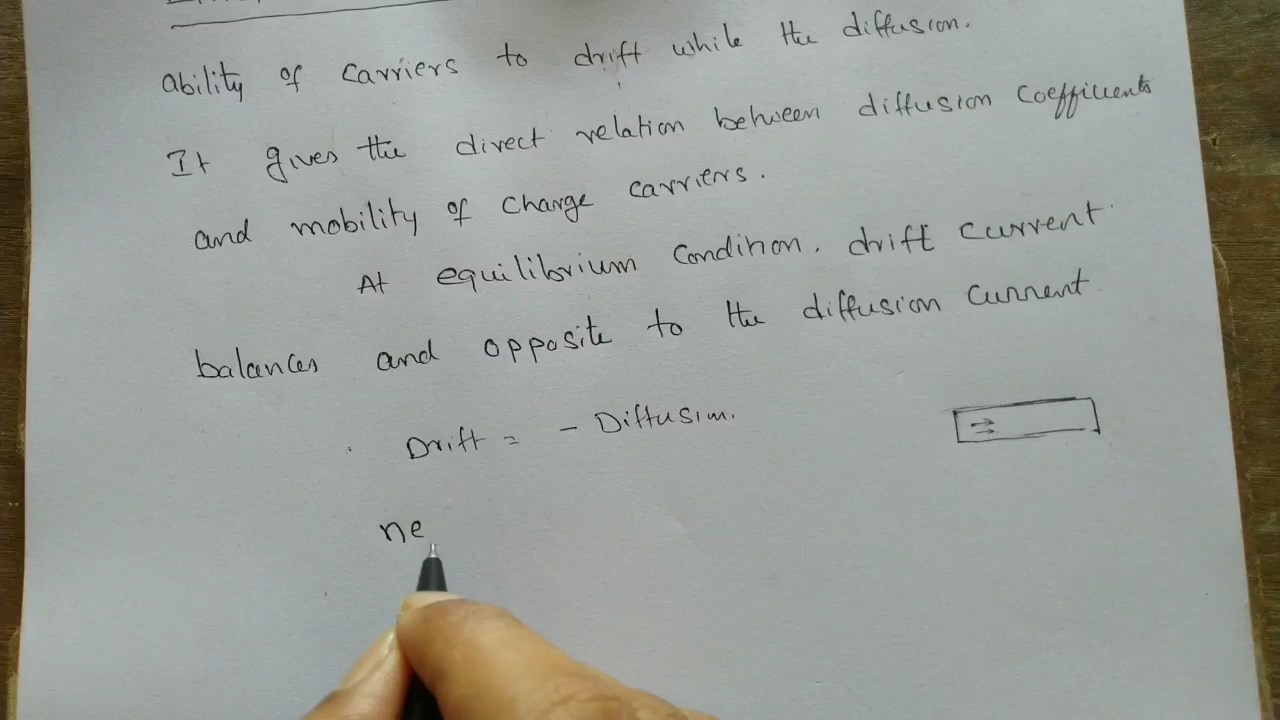 ability of carriers to drift while the diffusion.
It gives the direct relation between diffusion coefficients
and mobility of charge carriers.
At equilibrium condition. drift current
balances and opposite to the diffusion current
Drift = - Diffusion.
ne